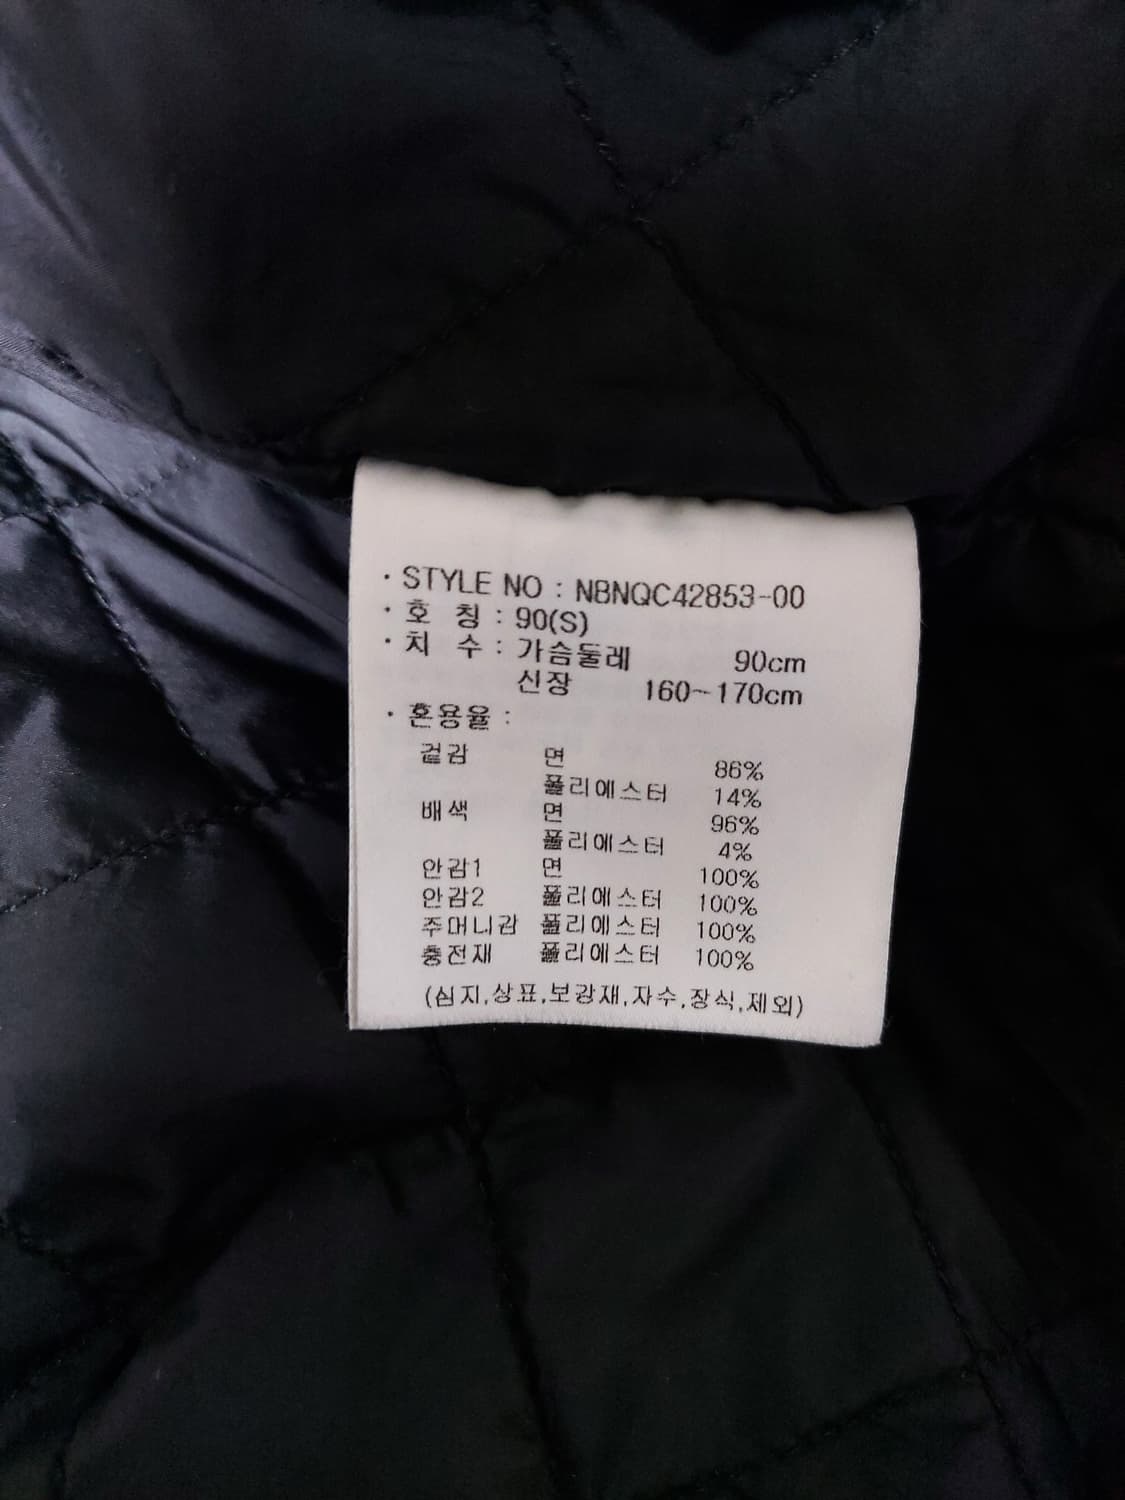 · STYLE NO : NBNQC42853-00
· 호 칭 : 90(S)
· 치 수 : 가슴둘레 90cm
신장 160~170cm
· 혼용율 :
겉감 면 86%
폴리에스터 14%
배색 면 96%
폴리에스터 4%
안감1 면 100%
안감2 폴리에스터 100%
주머니감 폴리에스터 100%
충전재 폴리에스터 100%
(심지,상표,보강재,자수,장식,제외)